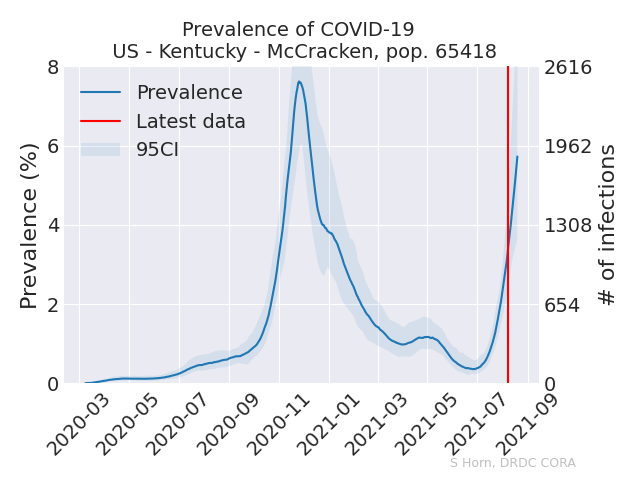 Prevalence of COVID-19
US - Kentucky - McCracken, pop. 65418
8
6
4
2
0
Prevalence (%)
Prevalence
Latest data
95CI
2616
1962
1308
654
0
# of infections
2020-03
2020-05
2020-07
2020-09
2020-11
2021-01
2021-03
2021-05
2021-07
2021-09
S Horn, DRDC CORA